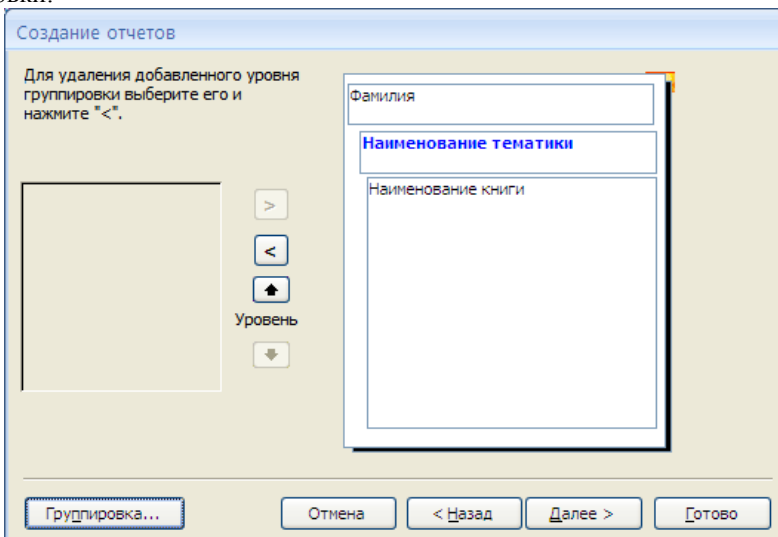 Создание отчетов
Для удаления добавленного уровня
группировки выберите его и
нажмите "<".
Фамилия
Наименование тематики
Наименование книги
>
<
Уровень
Группировка...
Отмена
< Назад
Далее >
Готово